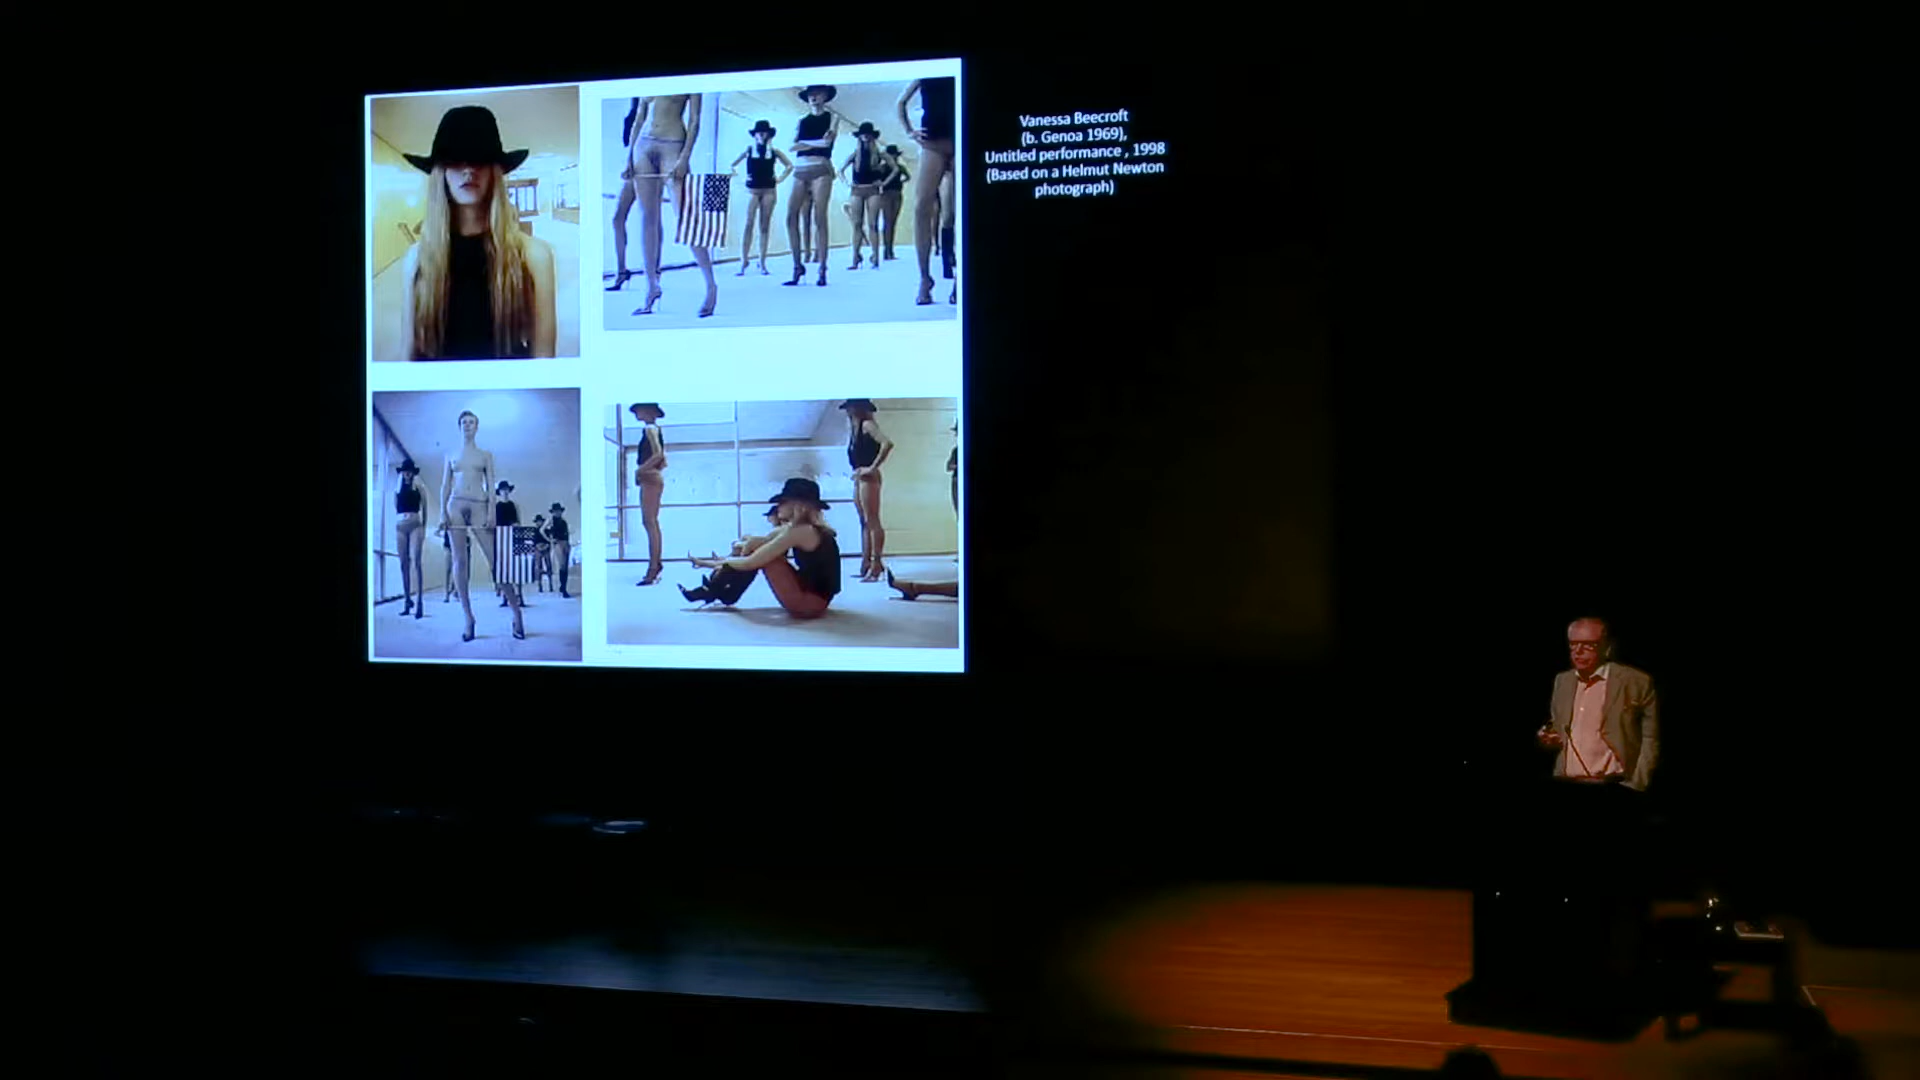 Vanessa Beecroft
(b. Genoa 1969),
Untitled performance , 1998
(Based on a Helmut Newton
photograph)